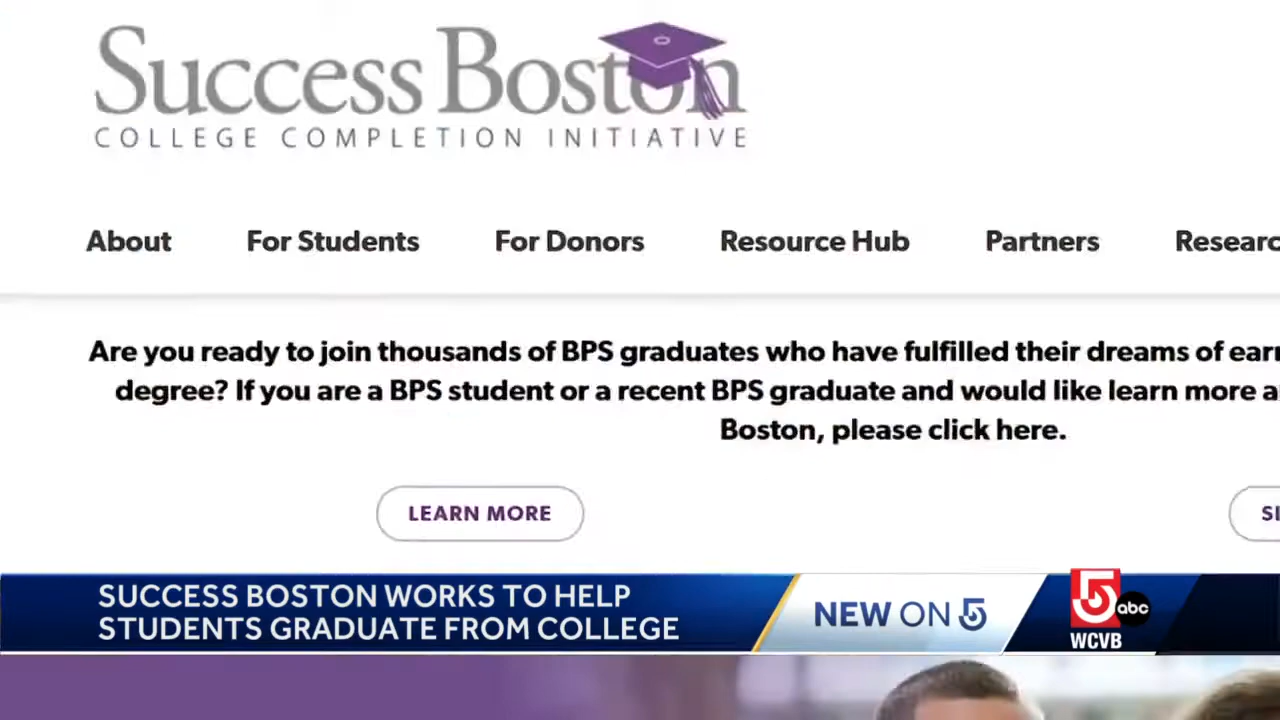 Success Boston
COLLEGE COMPLETION INITIATIVE
About For Students For Donors Resource Hub Partners Researc
Are you ready to join thousands of BPS graduates who have fulfilled their dreams of earn
degree? If you are a BPS student or a recent BPS graduate and would like learn more a
Boston, please click here.
LEARN MORE
SI
SUCCESS BOSTON WORKS TO HELP
STUDENTS GRADUATE FROM COLLEGE
NEW ON 5
5 abc
WCVB